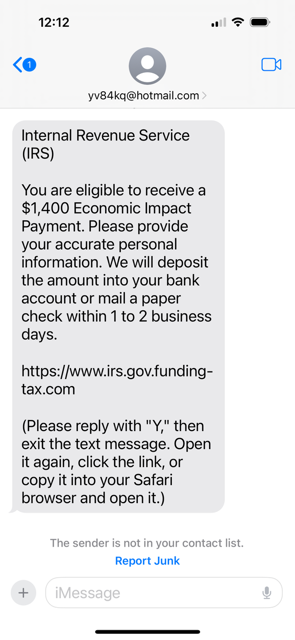 12:12
1
yv84kq@hotmail.com >
Internal Revenue Service
(IRS)
You are eligible to receive a
$1,400 Economic Impact
Payment. Please provide
your accurate personal
information. We will deposit
the amount into your bank
account or mail a paper
check within 1 to 2 business
days.
https://www.irs.gov.funding-
tax.com
(Please reply with "Y," then
exit the text message. Open
it again, click the link, or
copy it into your Safari
browser and open it.)
The sender is not in your contact list.
Report Junk
iMessage